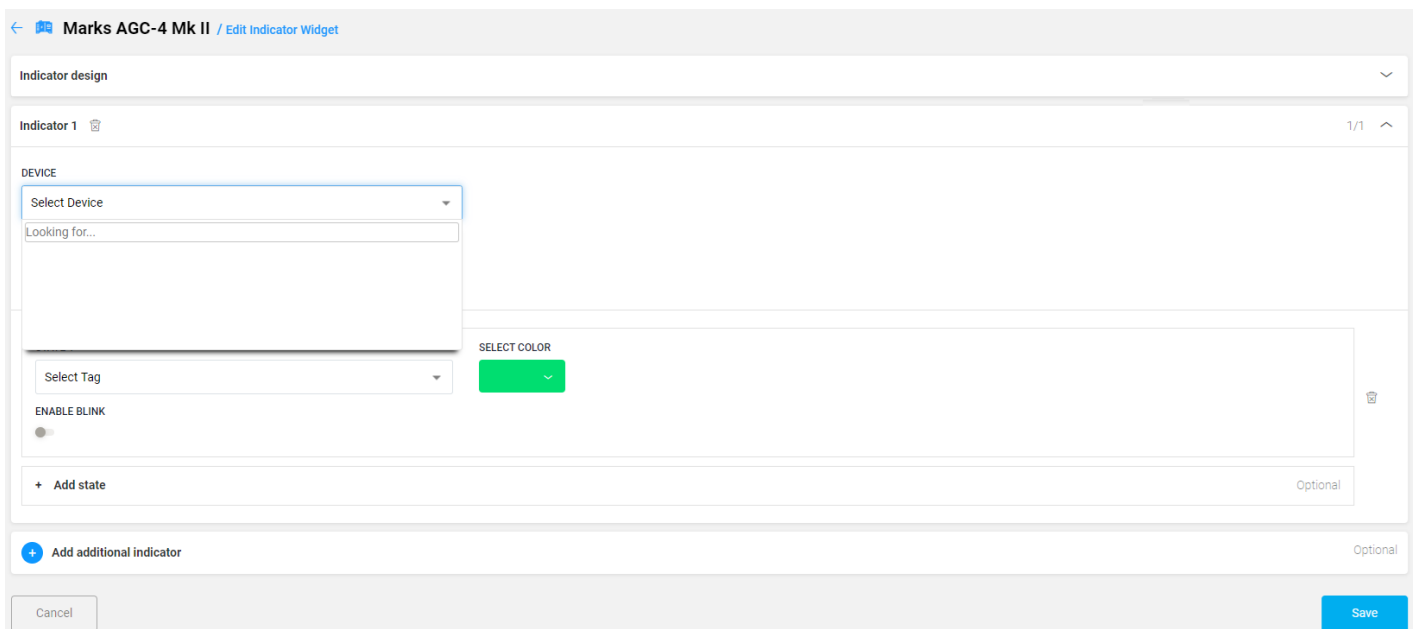 Marks AGC-4 Mk II / Edit Indicator Widget
Indicator design
Indicator 1 1/1
DEVICE
Select Device
Looking for...
SELECT COLOR
Select Tag
ENABLE BLINK
+ Add state Optional
+ Add additional indicator Optional
Cancel Save